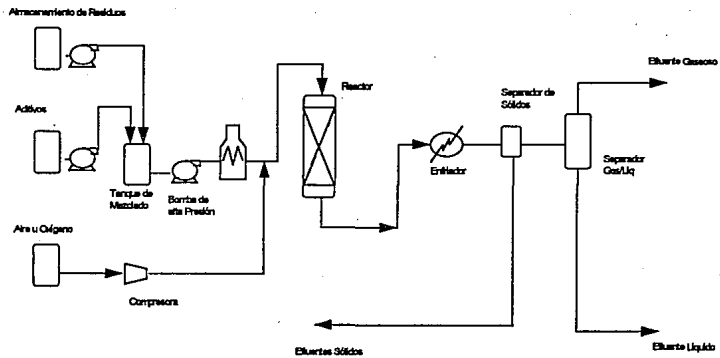 Almacenamiento de Residuos
Aditivos
Tanque de
Mezclado
Bomba de
alta Presión
Aire u Oxígeno
Compresora
Reactor
Enfriador
Separador de
Sólidos
Efluente Gaseoso
Separador
Gas/Liq
Efluentes Sólidos
Efluente Líquido